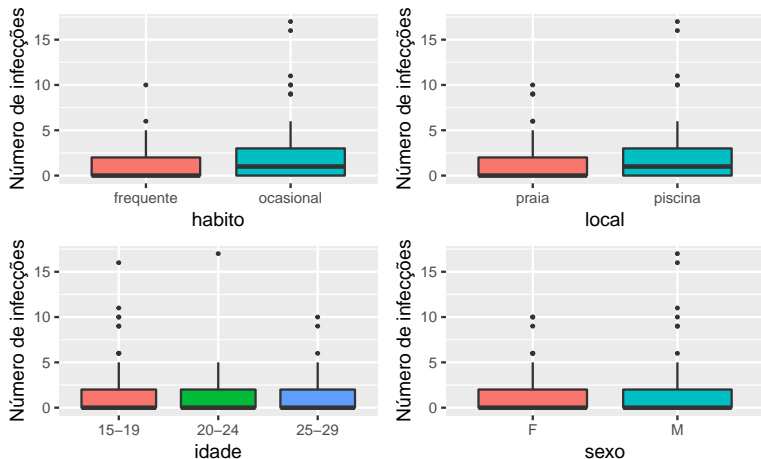 Número de infecções
15
10
5
0
frequente ocasional
habito
Número de infecções
15
10
5
0
praia piscina
local
Número de infecções
15
10
5
0
15–19 20–24 25–29
idade
Número de infecções
15
10
5
0
F M
sexo